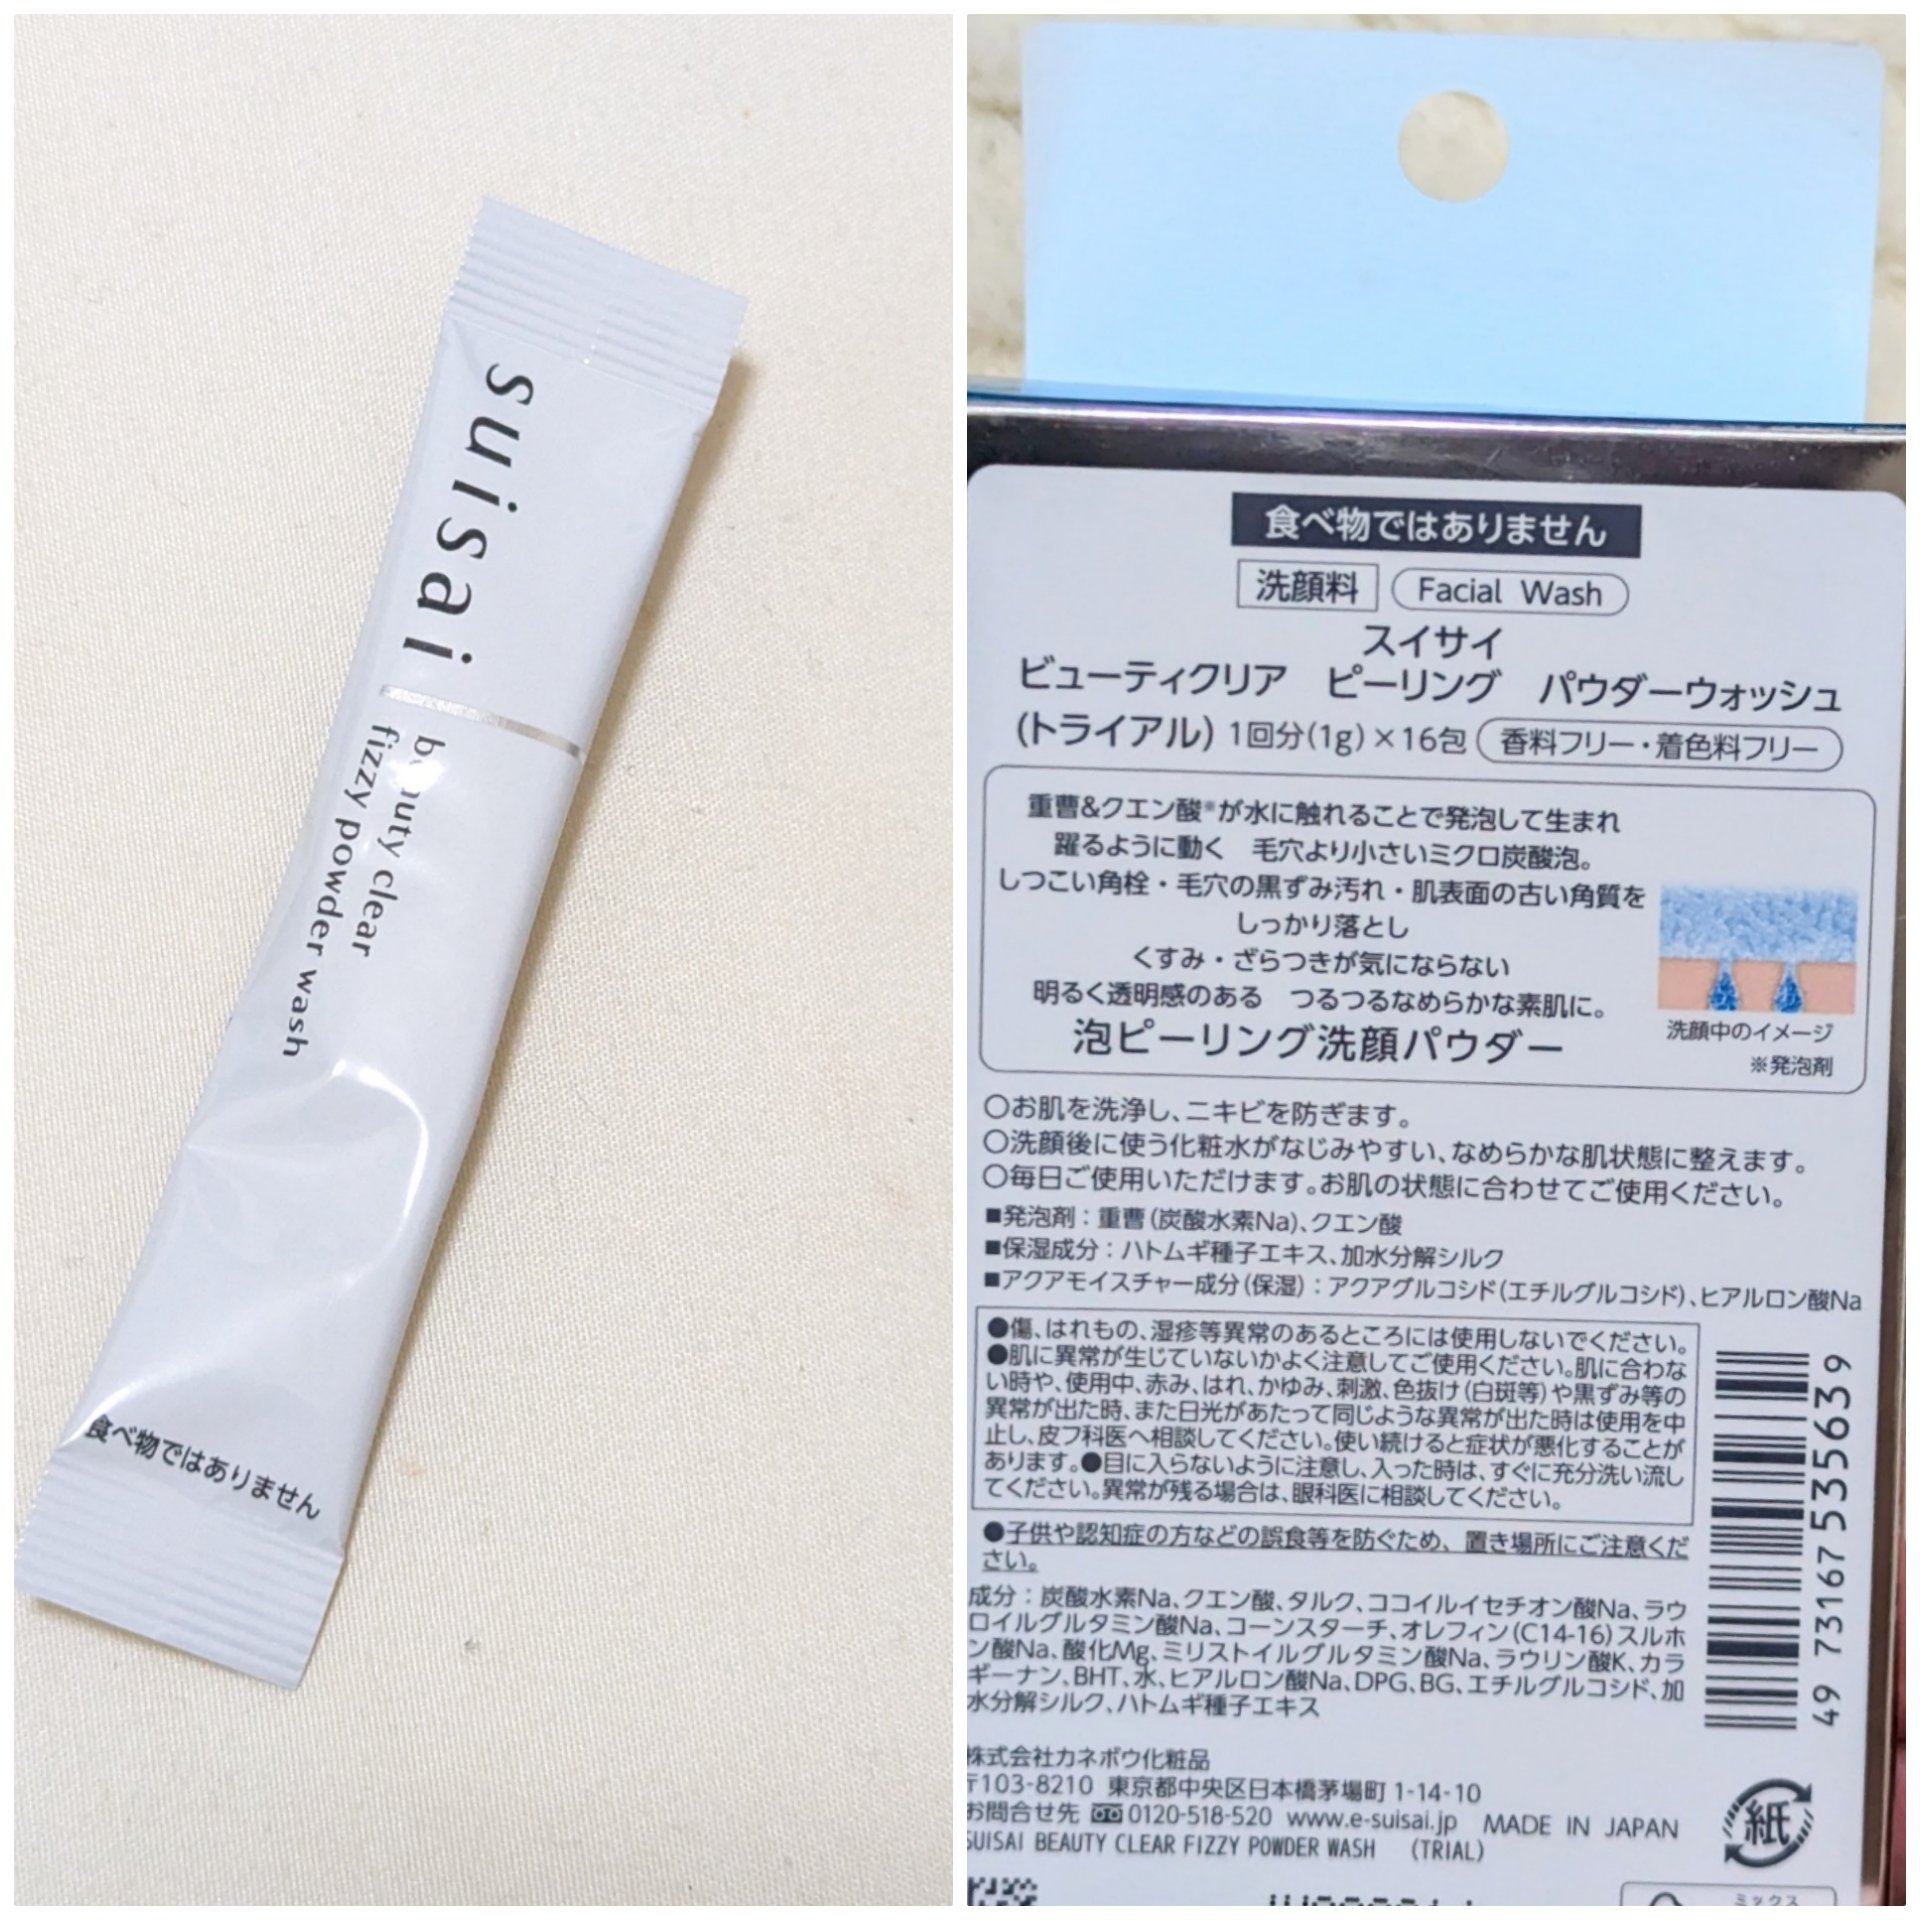 suisai
beauty clear
fizzy powder wash
食べ物ではありません
食べ物ではありません
洗顔料 Facial Wash
スイサイ
ビューティクリア ピーリング パウダーウォッシュ
(トライアル) 1回分(1g)×16包 香料フリー・着色料フリー
重曹&クエン酸※が水に触れることで発泡して生まれ
躍るように動く 毛穴より小さいミクロ炭酸泡。
しつこい角栓・毛穴の黒ずみ汚れ・肌表面の古い角質を
しっかり落とし
くすみ・ざらつきが気にならない
明るく透明感のある つるつるなめらかな素肌に。
泡ピーリング洗顔パウダー
洗顔中のイメージ
※発泡剤
○お肌を洗浄し、ニキビを防ぎます。
○洗顔後に使う化粧水がなじみやすい、なめらかな肌状態に整えます。
○毎日ご使用いただけます。お肌の状態に合わせてご使用ください。
■発泡剤：重曹(炭酸水素Na)、クエン酸
■保湿成分：ハトムギ種子エキス、加水分解シルク
■アクアモイスチャー成分(保湿)：アクアグルコシド(エチルグルコシド)、ヒアルロン酸Na
●傷、はれもの、湿疹等異常のあるところには使用しないでください。
●肌に異常が生じていないかよく注意してご使用ください。肌に合わな
い時や、使用中、赤み、はれ、かゆみ、刺激、色抜け(白斑等)や黒ずみ等の
異常が出た時、また日光があたって同じような異常が出た時は使用を中
止し、皮フ科医へ相談してください。使い続けると症状が悪化することが
あります。●目に入らないように注意し、入った時は、すぐに充分洗い流し
てください。異常が残る場合は、眼科医に相談してください。
●子供や認知症の方などの誤食等を防ぐため、置き場所にご注意くだ
さい。
成分：炭酸水素Na、クエン酸、タルク、ココイルイセチオン酸Na、ラウ
ロイルグルタミン酸Na、コーンスターチ、オレフィン(C14-16)スルホ
ン酸Na、酸化Mg、ミリストイルグルタミン酸Na、ラウリン酸K、カラ
ギーナン、BHT、水、ヒアルロン酸Na、DPG、BG、エチルグルコシド、加
水分解シルク、ハトムギ種子エキス
49 73167 535639
株式会社カネボウ化粧品
〒103-8210 東京都中央区日本橋茅場町 1-14-10
お問合せ先 0120-518-520 www.e-suisai.jp MADE IN JAPAN
SUISAI BEAUTY CLEAR FIZZY POWDER WASH (TRIAL)
紙
ミックス